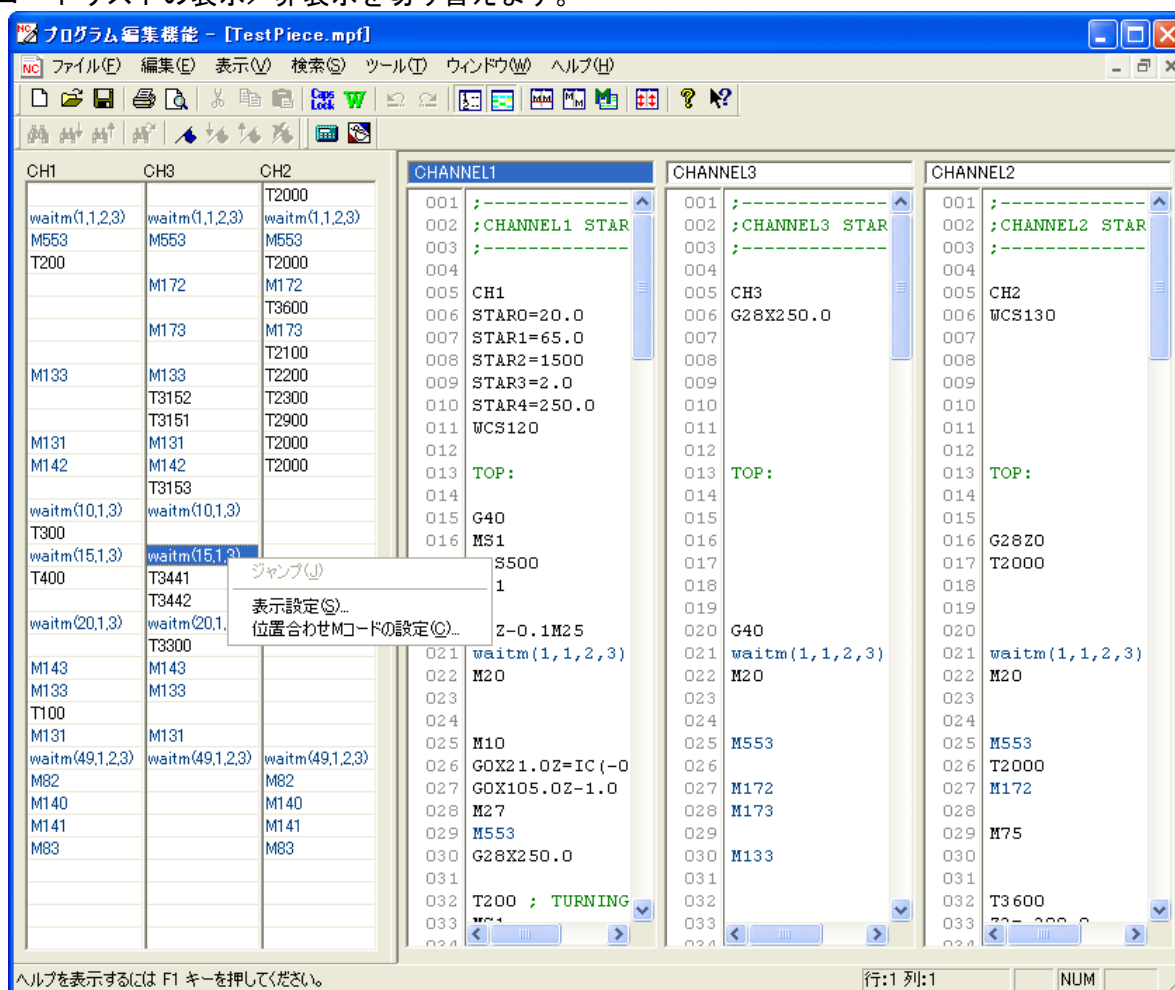 コードリストの表示／非表示を切り替えます。
プログラム編集機能 - [TestPiece.mpf]
ファイル(F) 編集(E) 表示(V) 検索(S) ツール(T) ウィンドウ(W) ヘルプ(H)
CH1 CH3 CH2
T2000
waitm(1,1,2,3) waitm(1,1,2,3) waitm(1,1,2,3)
M553 M553 M553
T200 T2000
M172 M172
T3600
M173 M173
T2100
M133 M133 T2200
T3152 T2300
T3151 T2900
M131 M131 T2000
M142 M142 T2000
T3153
waitm(10,1,3) waitm(10,1,3)
T300
waitm(15,1,3) waitm(15,1,3)
T400 T3441
T3442
waitm(20,1,3) waitm(20,1,
T3300
M143 M143
M133 M133
T100
M131 M131
waitm(49,1,2,3) waitm(49,1,2,3) waitm(49,1,2,3)
M82 M82
M140 M140
M141 M141
M83 M83
ジャンプ(J)
表示設定(S)...
位置合わせMコードの設定(C)...
CHANNEL1
001 ;--------------
002 ;CHANNEL1 STAR
003 ;--------------
004
005 CH1
006 STAR0=20.0
007 STAR1=65.0
008 STAR2=1500
009 STAR3=2.0
010 STAR4=250.0
011 WCS120
012
013 TOP:
014
015 G40
016 MS1
S500
1
Z-0.1M25
021 waitm(1,1,2,3)
022 M20
023
024
025 M10
026 G0X21.0Z=IC(-0
027 G0X105.0Z-1.0
028 M27
029 M553
030 G28X250.0
031
032 T200 ; TURNING
033 MS1
034
CHANNEL3
001 ;--------------
002 ;CHANNEL3 STAR
003 ;--------------
004
005 CH3
006 G28X250.0
007
008
009
010
011
012
013 TOP:
014
015
016
017
018
019
020 G40
021 waitm(1,1,2,3)
022 M20
023
024
025 M553
026
027 M172
028 M173
029
030 M133
031
032
033
034
CHANNEL2
001 ;--------------
002 ;CHANNEL2 STAR
003 ;--------------
004
005 CH2
006 WCS130
007
008
009
010
011
012
013 TOP:
014
015
016 G28Z0
017 T2000
018
019
020
021 waitm(1,1,2,3)
022 M20
023
024
025 M553
026 T2000
027 M172
028
029 M75
030
031
032 T3600
033
034
ヘルプを表示するには F1 キーを押してください。
行:1 列:1
NUM